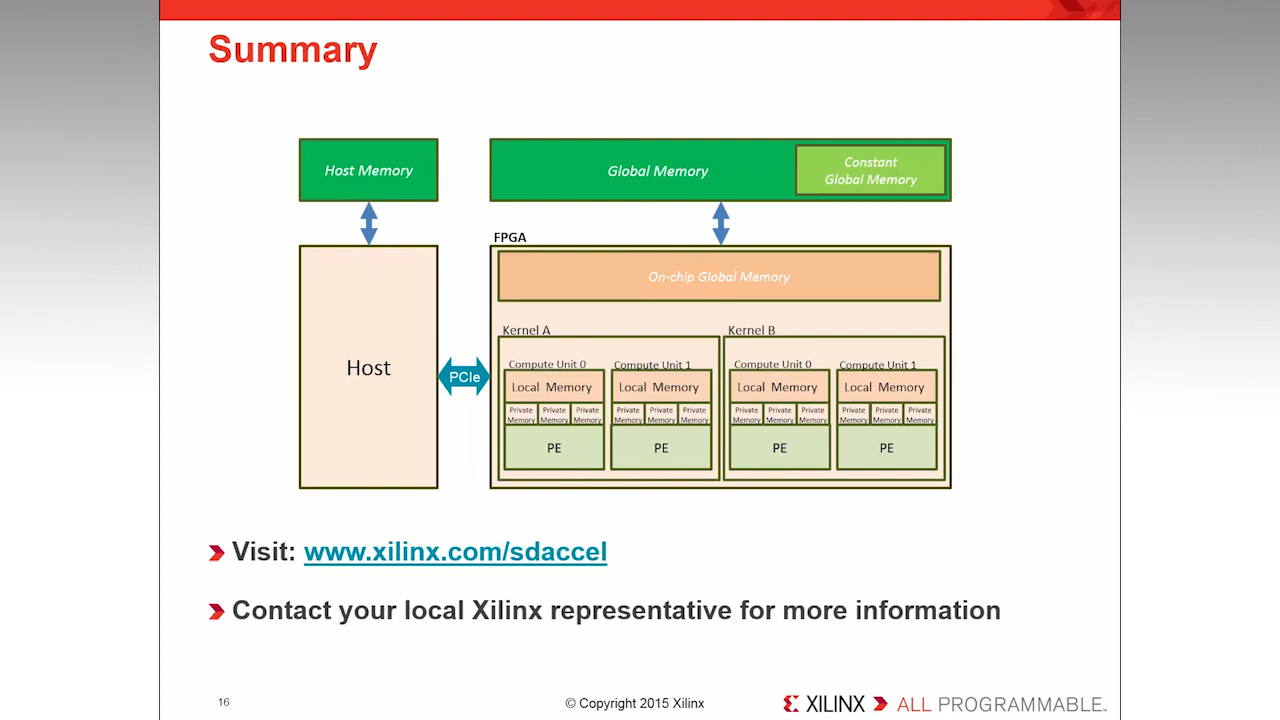 Summary
Host Memory
Global Memory
Constant
Global Memory
FPGA
On-chip Global Memory
Host
PCIe
Kernel A
Kernel B
Compute Unit 0
Compute Unit 1
Compute Unit 0
Compute Unit 1
Local Memory
Local Memory
Local Memory
Local Memory
Private Private Private
Memory Memory Memory
Private Private Private
Memory Memory Memory
Private Private Private
Memory Memory Memory
Private Private Private
Memory Memory Memory
PE
PE
PE
PE
Visit: www.xilinx.com/sdaccel
Contact your local Xilinx representative for more information
16
© Copyright 2015 Xilinx
XILINX
ALL PROGRAMMABLE™